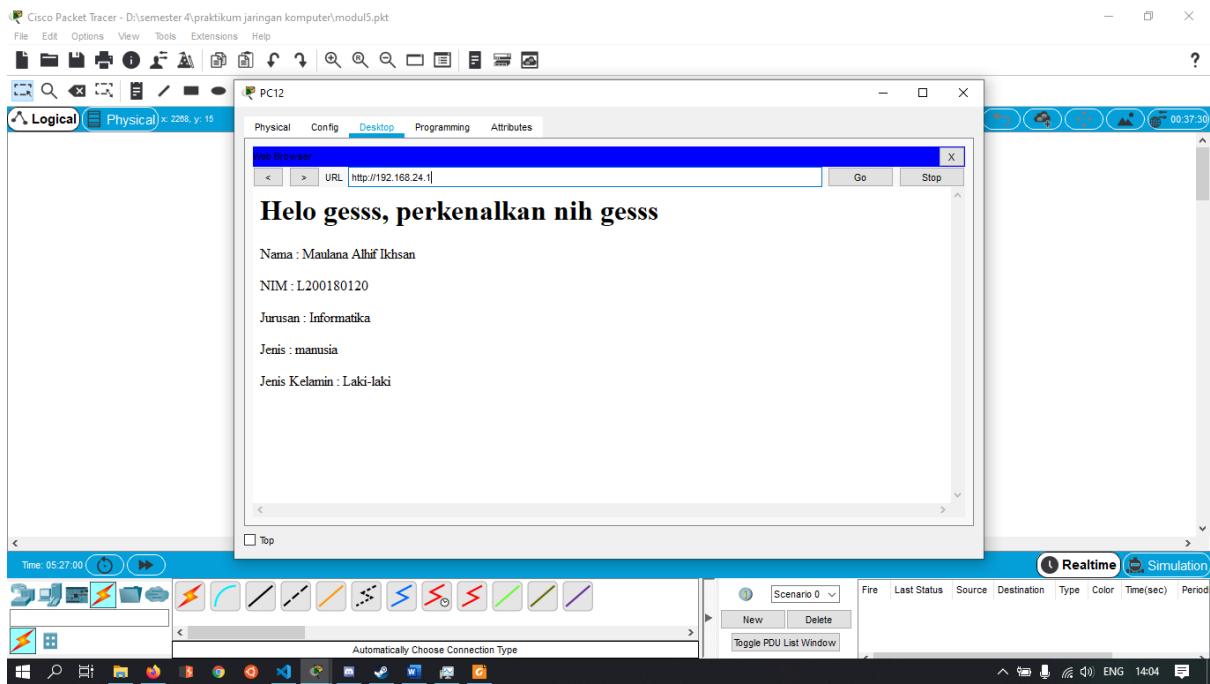 Cisco Packet Tracer - D:\semester 4\praktikum jaringan komputer\modul5.pkt
File Edit Options View Tools Extensions Help
?
PC12
Logical Physical x: 2268, y: 15
00:37:30
Physical Config Desktop Programming Attributes
Web Browser X
< > URL http://192.168.24.1 Go Stop
Helo gesss, perkenalkan nih gesss
Nama : Maulana Alhif Ikhsan
NIM : L200180120
Jurusan : Informatika
Jenis : manusia
Jenis Kelamin : Laki-laki
Top
Time: 05:27:00
Realtime Simulation
Scenario 0
Fire Last Status Source Destination Type Color Time(sec) Period
New Delete
Toggle PDU List Window
Automatically Choose Connection Type
ENG 14:04